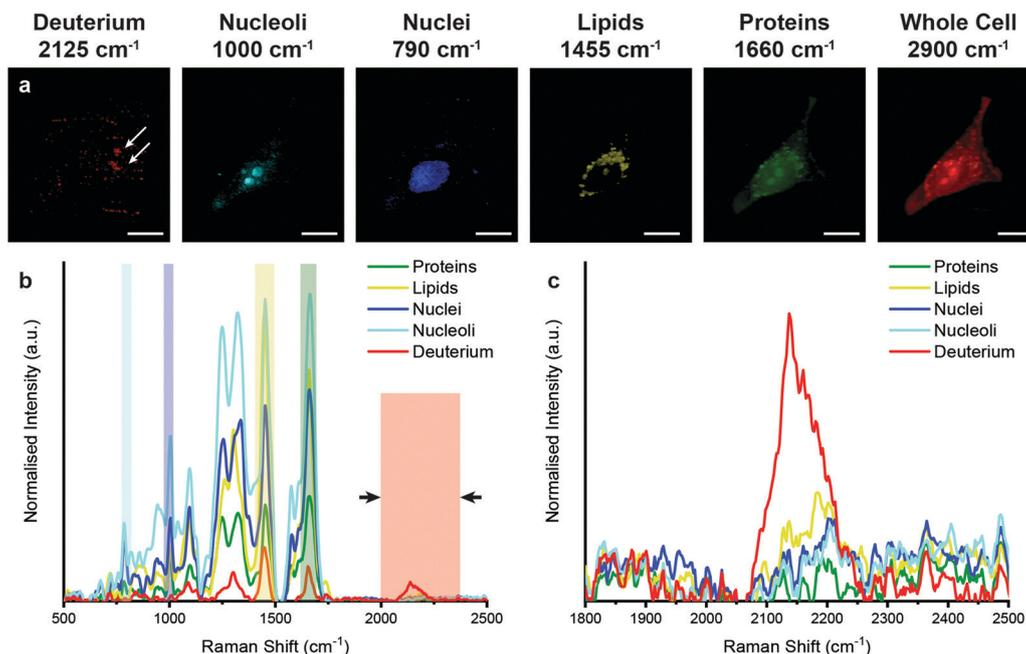 Deuterium
2125 cm-1
Nucleoli
1000 cm-1
Nuclei
790 cm-1
Lipids
1455 cm-1
Proteins
1660 cm-1
Whole Cell
2900 cm-1
a
b
Proteins
Lipids
Nuclei
Nucleoli
Deuterium
Normalised Intensity (a.u.)
500
1000
1500
2000
2500
Raman Shift (cm-1)
c
Proteins
Lipids
Nuclei
Nucleoli
Deuterium
Normalised Intensity (a.u.)
1800
1900
2000
2100
2200
2300
2400
2500
Raman Shift (cm-1)